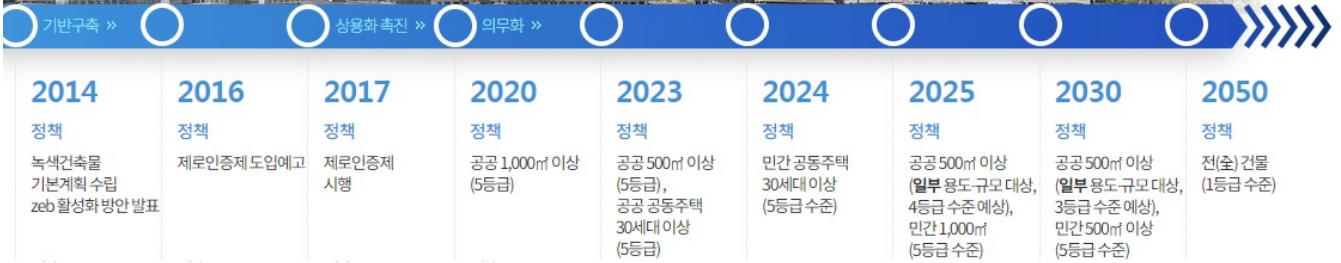 기반구축 »
상용화 촉진 »
의무화 »
2014
정책
녹색건축물
기본계획 수립
zeb 활성화 방안 발표
2016
정책
제로인증제 도입예고
2017
정책
제로인증제
시행
2020
정책
공공 1,000㎡ 이상
(5등급)
2023
정책
공공 500㎡ 이상
(5등급),
공공 공동주택
30세대 이상
(5등급)
2024
정책
민간 공동주택
30세대 이상
(5등급 수준)
2025
정책
공공 500㎡ 이상
(일부 용도·규모 대상,
4등급 수준 예상),
민간 1,000㎡
(5등급 수준)
2030
정책
공공 500㎡ 이상
(일부 용도·규모 대상,
3등급 수준 예상),
민간 500㎡ 이상
(5등급 수준)
2050
정책
전(全) 건물
(1등급 수준)